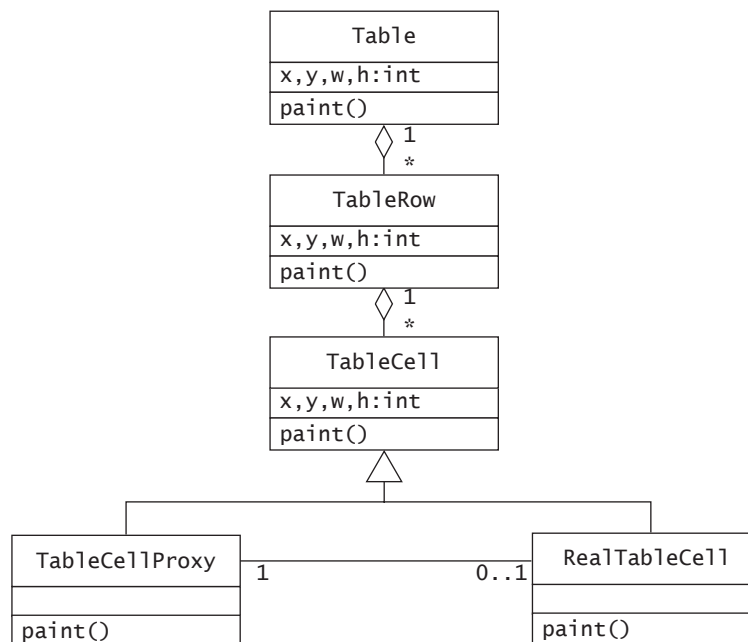 Table
x,y,w,h:int
paint()
1
*
TableRow
x,y,w,h:int
paint()
1
*
TableCell
x,y,w,h:int
paint()
TableCellProxy
1
0..1
RealTableCell
paint()
paint()